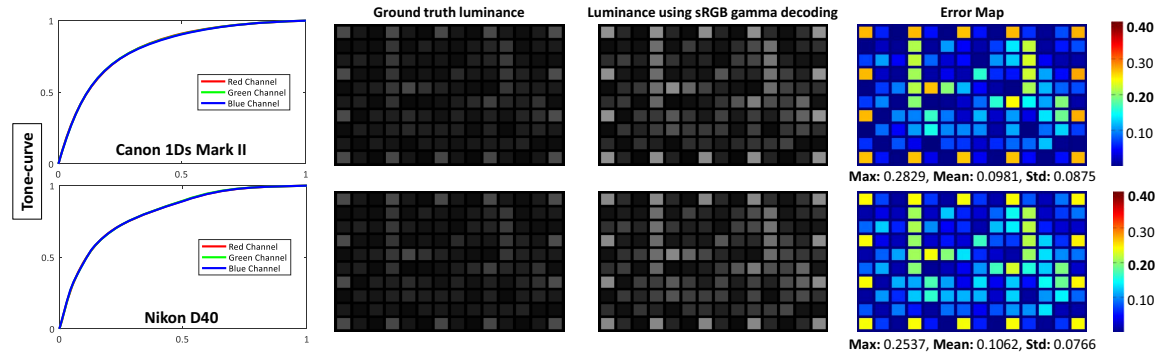 Ground truth luminance
Luminance using sRGB gamma decoding
Error Map
Tone-curve
1
0.5
0
0
0.5
1
Red Channel
Green Channel
Blue Channel
Canon 1Ds Mark II
0.40
0.30
0.20
0.10
Max: 0.2829, Mean: 0.0981, Std: 0.0875
1
0.5
0
0
0.5
1
Red Channel
Green Channel
Blue Channel
Nikon D40
0.40
0.30
0.20
0.10
Max: 0.2537, Mean: 0.1062, Std: 0.0766